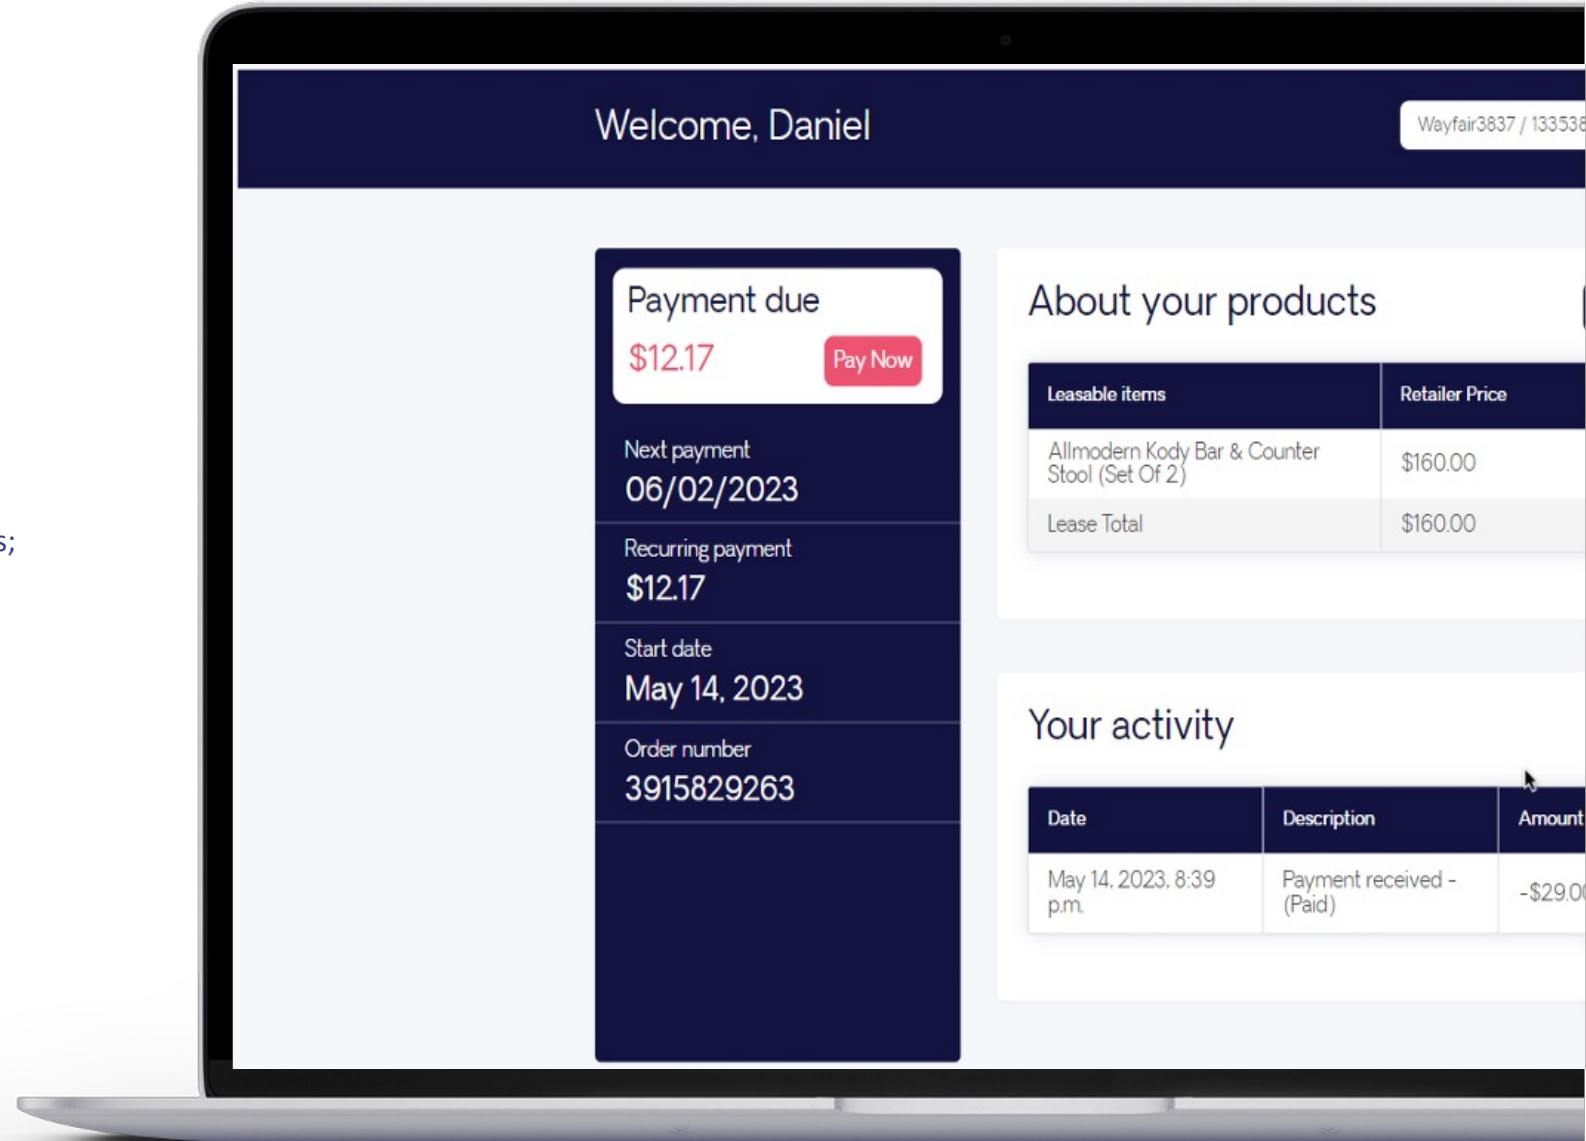 Welcome, Daniel
Wayfair3837 / 133538
s;
Payment due
$12.17
Pay Now
Next payment
06/02/2023
Recurring payment
$12.17
Start date
May 14, 2023
Order number
3915829263
About your products
Leasable items
Retailer Price
Allmodern Kody Bar & Counter
Stool (Set Of 2)
$160.00
Lease Total
$160.00
Your activity
Date
Description
Amount
May 14, 2023, 8:39
p.m.
Payment received -
(Paid)
-$29.00